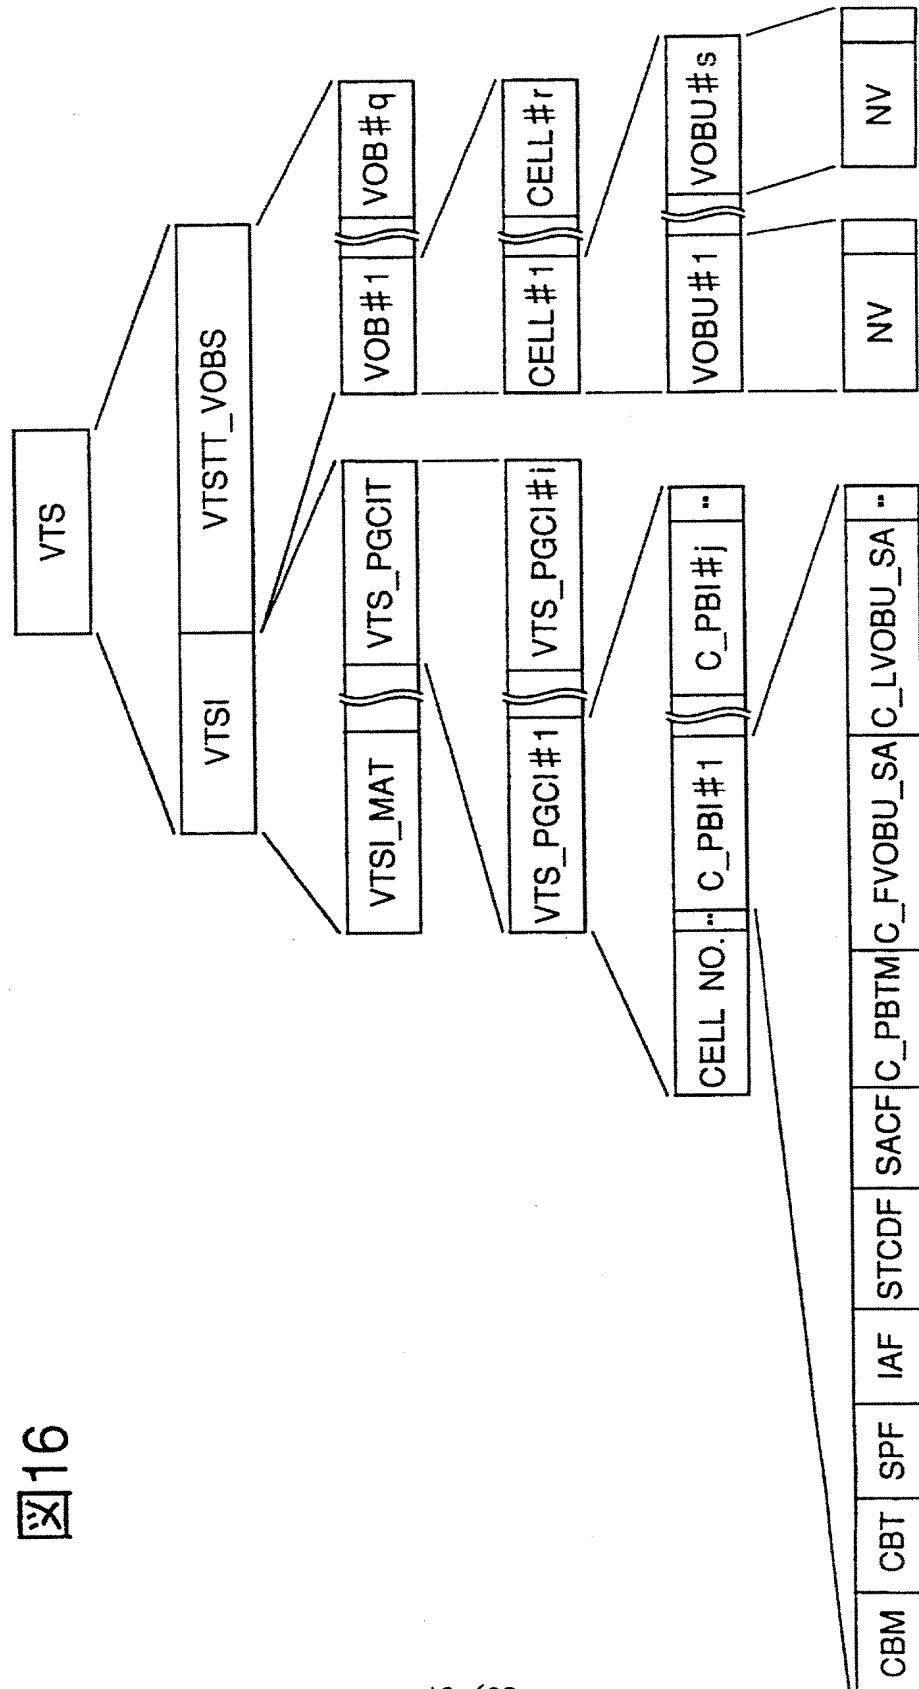 図16
VTS
VTSI VTSTT_VOBS
VTSI_MAT VTS_PGCIT VOB#1 VOB#q
VTS_PGCI#1 VTS_PGCI#i CELL#1 CELL#r
CELL NO. ·· C_PBI#1 C_PBI#j ·· VOBU#1 VOBU#s
CBM CBT SPF IAF STCDF SACF C_PBTM C_FVOBU_SA C_LVOBU_SA ·· NV NV